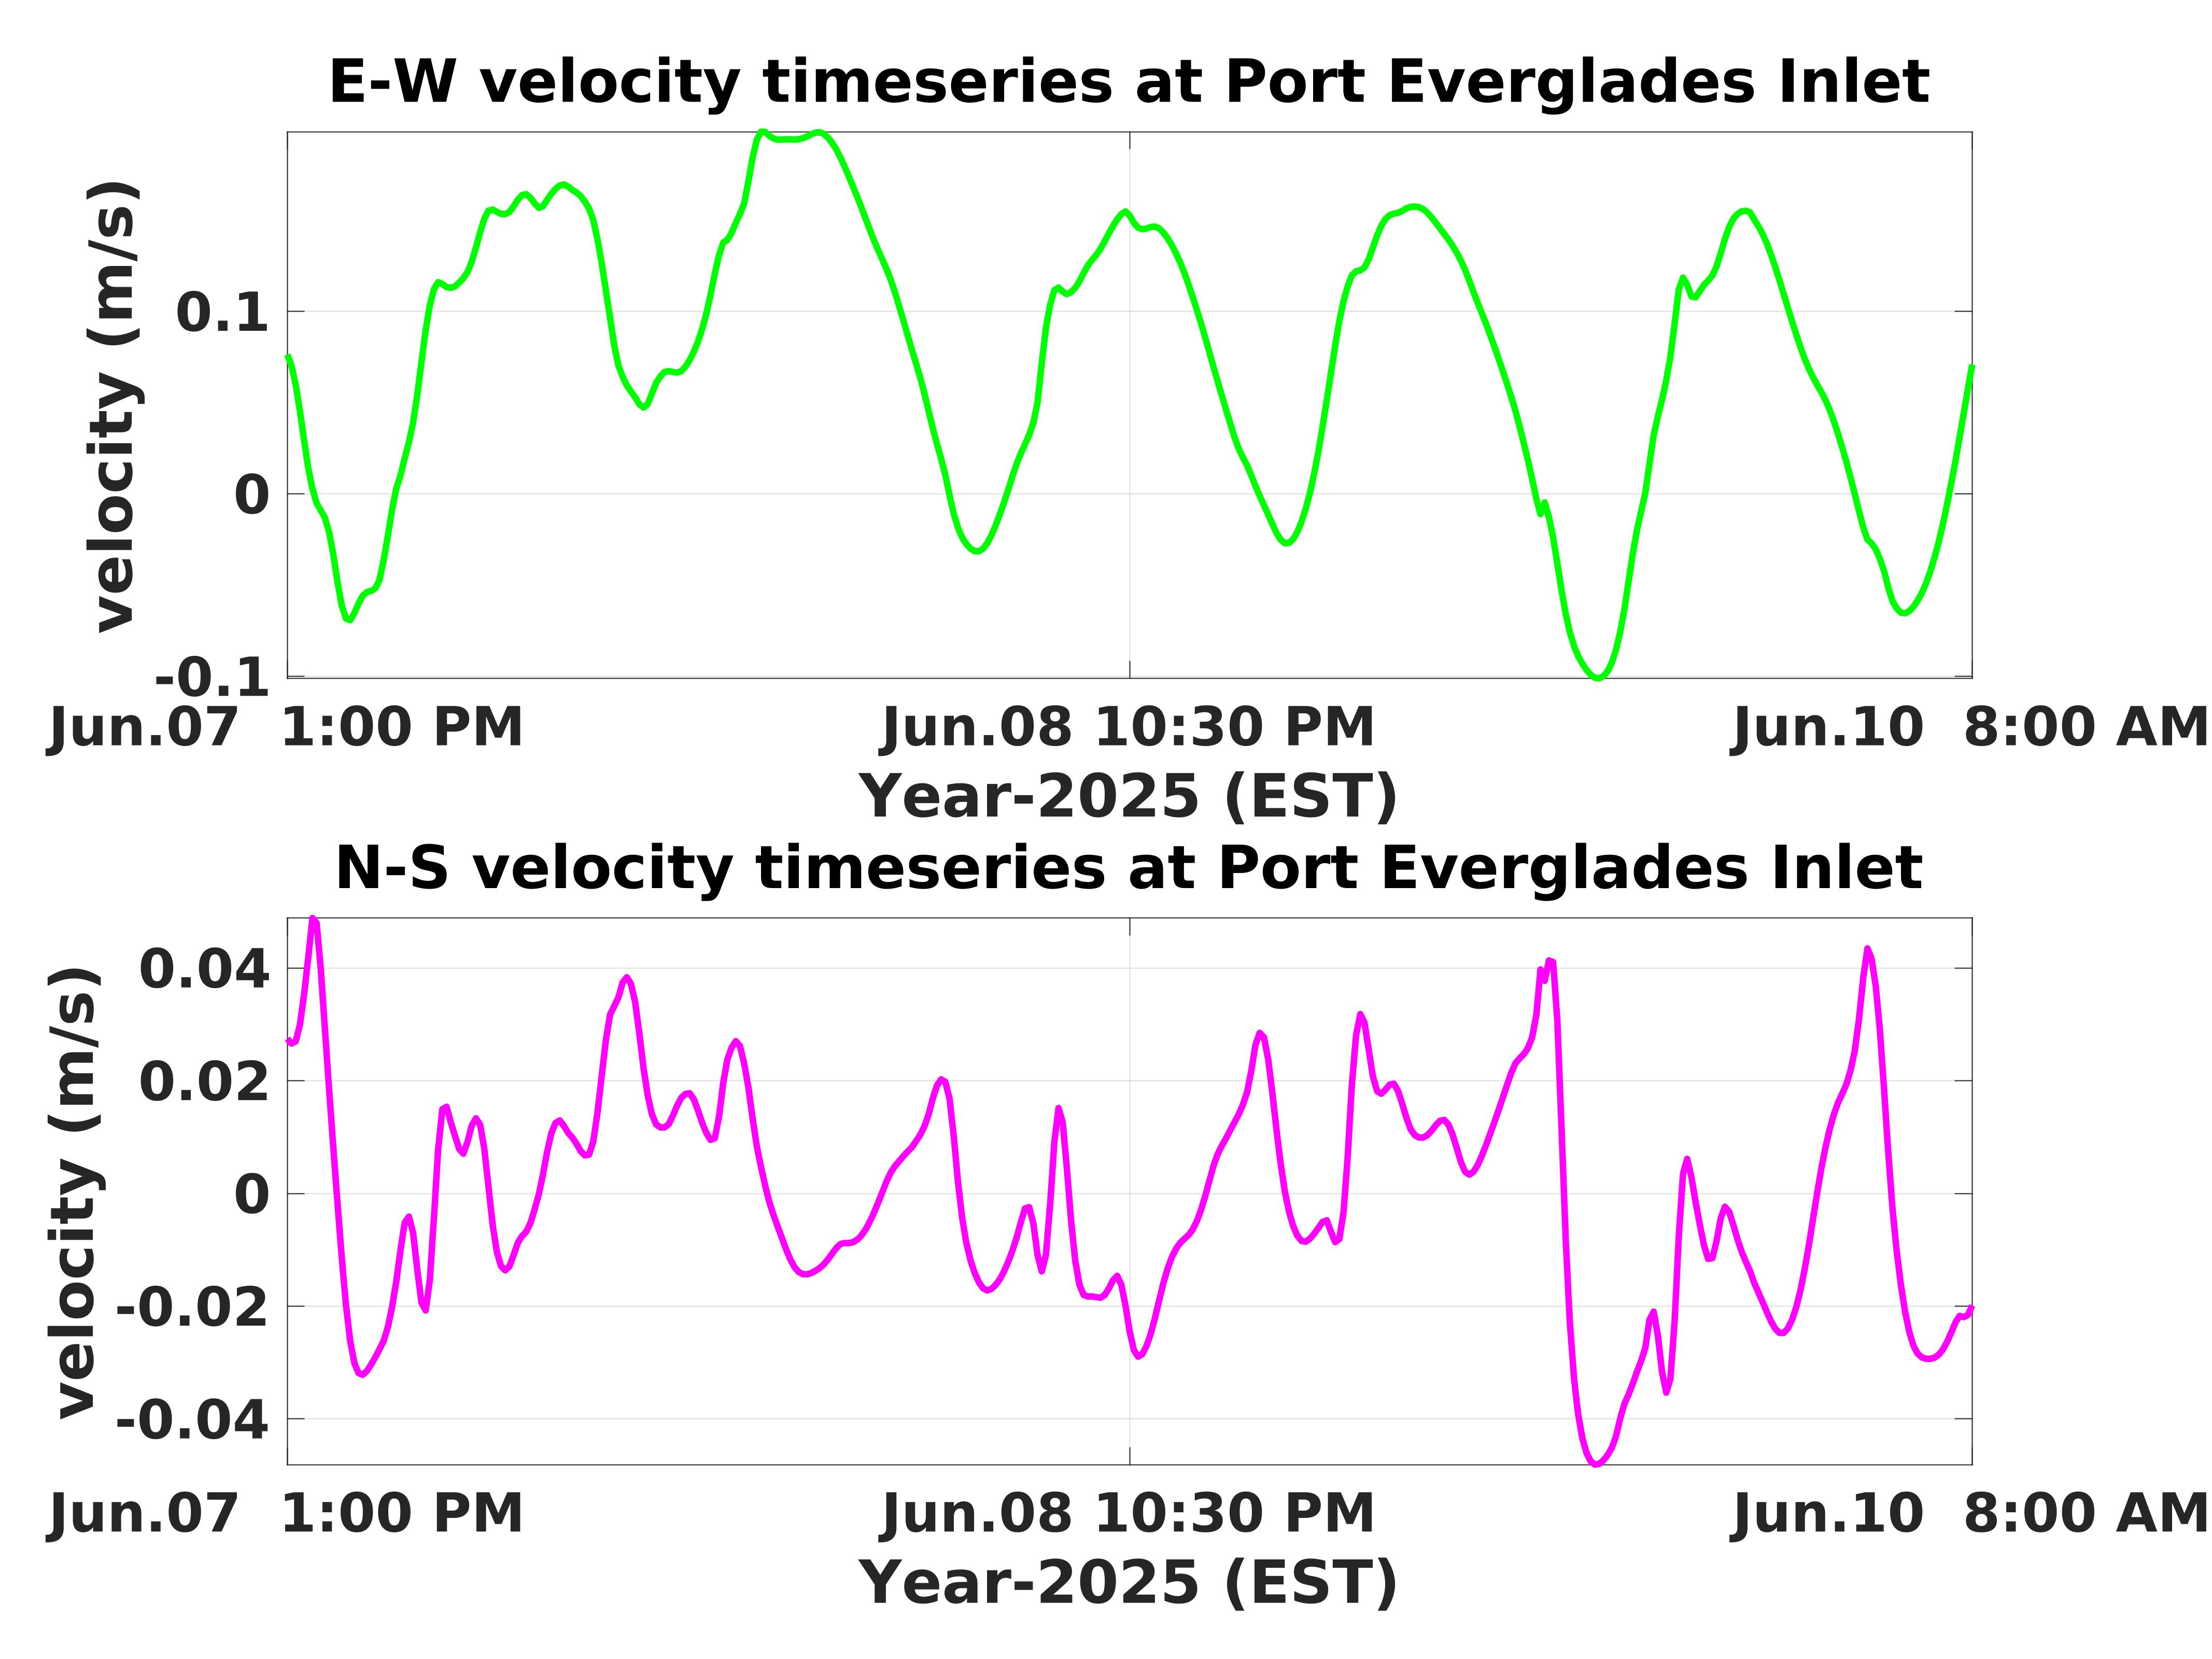 E-W velocity timeseries at Port Everglades Inlet
velocity (m/s)
0.1
0
-0.1
Jun.07 1:00 PM Jun.08 10:30 PM Jun.10 8:00 AM
Year-2025 (EST)
N-S velocity timeseries at Port Everglades Inlet
velocity (m/s)
0.04
0.02
0
-0.02
-0.04
Jun.07 1:00 PM Jun.08 10:30 PM Jun.10 8:00 AM
Year-2025 (EST)